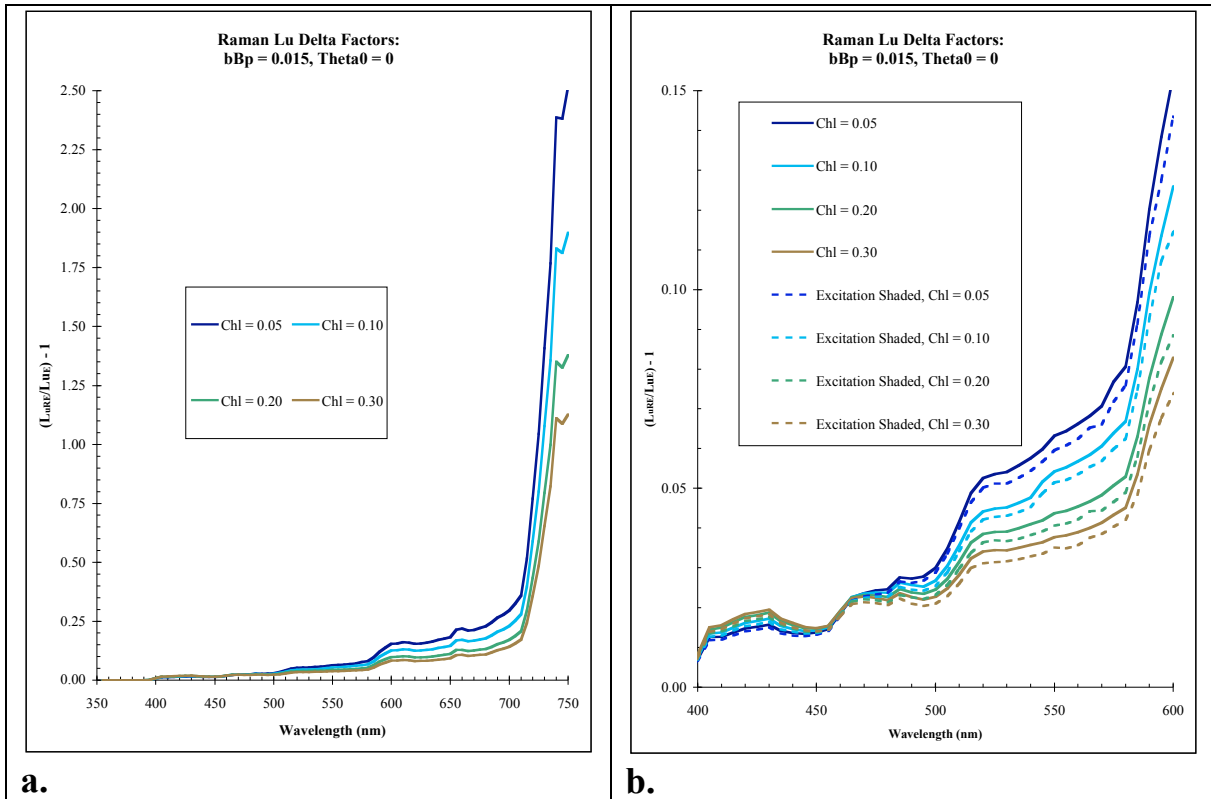 Raman Lu Delta Factors:
bBp = 0.015, Theta0 = 0
2.50
2.25
2.00
1.75
1.50
1.25
1.00
0.75
0.50
0.25
0.00
(LuRE/LuE) - 1
Chl = 0.05
Chl = 0.10
Chl = 0.20
Chl = 0.30
350 400 450 500 550 600 650 700 750
Wavelength (nm)
a.
Raman Lu Delta Factors:
bBp = 0.015, Theta0 = 0
0.15
0.10
0.05
0.00
(LuRE/LuE) - 1
Chl = 0.05
Chl = 0.10
Chl = 0.20
Chl = 0.30
Excitation Shaded, Chl = 0.05
Excitation Shaded, Chl = 0.10
Excitation Shaded, Chl = 0.20
Excitation Shaded, Chl = 0.30
400 450 500 550 600
Wavelength (nm)
b.